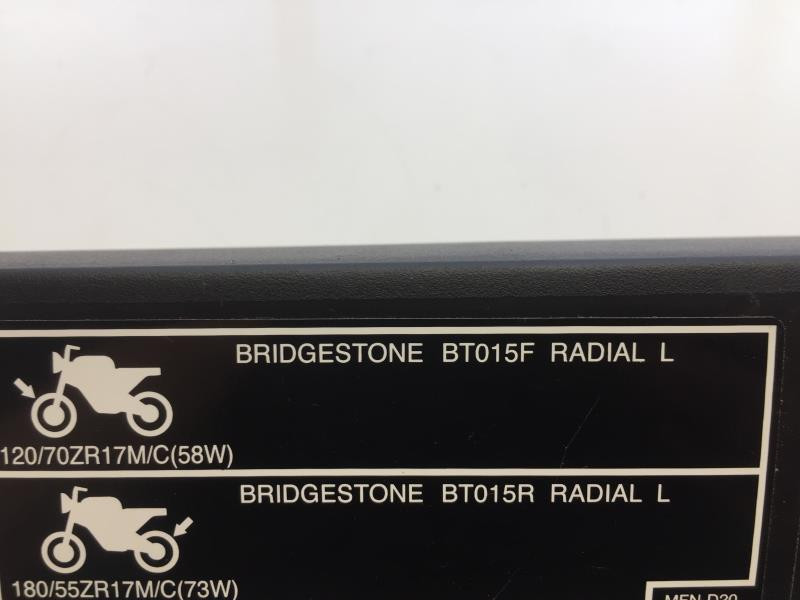 BRIDGESTONE BT015F RADIAL L
120/70ZR17M/C(58W)
BRIDGESTONE BT015R RADIAL L
180/55ZR17M/C(73W)